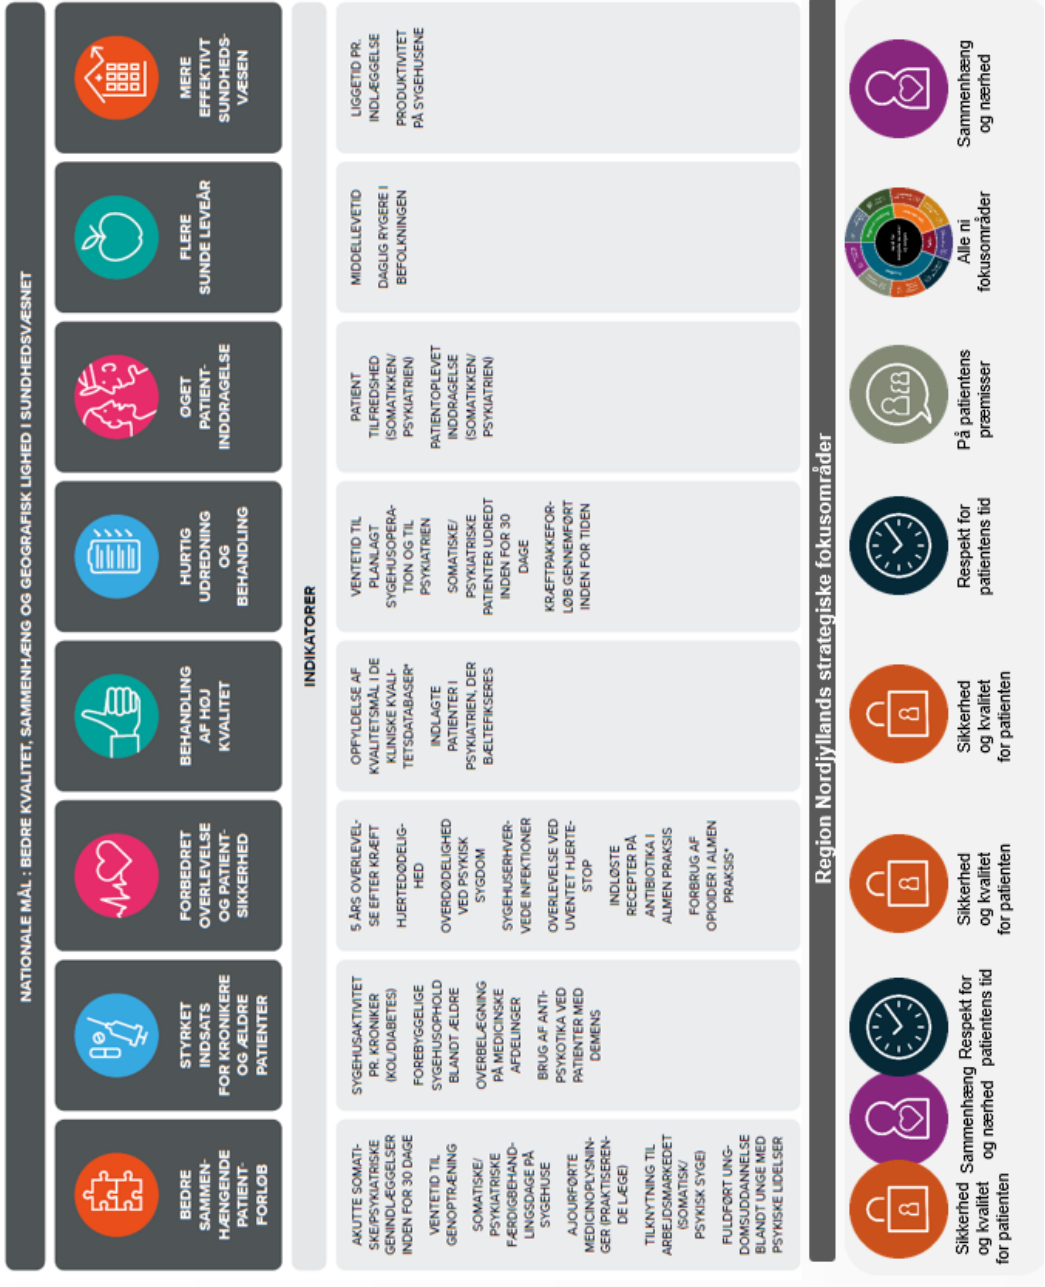 NATIONALE MÅL : BEDRE KVALITET, SAMMENHÆNG OG GEOGRAFISK LIGHED I SUNDHEDSVÆSNET
BEDRE
SAMMEN-
HÆNGENDE
PATIENT-
FORLØB
STYRKET
INDSATS
FOR KRONIKERE
OG ÆLDRE
PATIENTER
FORBEDRET
OVERLEVELSE
OG PATIENT-
SIKKERHED
BEHANDLING
AF HØJ
KVALITET
HURTIG
UDREDNING
OG
BEHANDLING
ØGET
PATIENT-
INDDRAGELSE
FLERE
SUNDE LEVEÅR
MERE
EFFEKTIVT
SUNDHEDS-
VÆSEN
INDIKATORER
AKUTTE SOMATI-
SKE/PSYKIATRISKE
GENINDLÆGGELSER
INDEN FOR 30 DAGE
VENTETID TIL
GENOPTRÆNING
SOMATISKE/
PSYKIATRISKE
FÆRDIGBEHAND-
LINGSDAGE PÅ
SYGEHUSE
AJOURFØRTE
MEDICINOPLYSNIN-
GER (PRAKTISEREN-
DE LÆGE)
TILKNYTNING TIL
ARBEJDSMARKEDET
(SOMATISK/
PSYKISK SYGE)
FULDFØRT UNG-
DOMSUDDANNELSE
BLANDT UNGE MED
PSYKISKE LIDELSER
SYGEHUSAKTIVITET
PR. KRONIKER
(KOL/DIABETES)
FOREBYGGELIGE
SYGEHUSOPHOLD
BLANDT ÆLDRE
OVERBELÆGNING
PÅ MEDICINSKE
AFDELINGER
BRUG AF ANTI-
PSYKOTIKA VED
PATIENTER MED
DEMENS
5 ÅRS OVERLEVEL-
SE EFTER KRÆFT
HJERTEDØDELIG-
HED
OVERDØDELIGHED
VED PSYKISK
SYGDOM
SYGEHUSERHVER-
VEDE INFEKTIONER
OVERLEVELSE VED
UVENTET HJERTE-
STOP
INDLØSTE
RECEPTER PÅ
ANTIBIOTIKA I
ALMEN PRAKSIS
FORBRUG AF
OPIOIDER I ALMEN
PRAKSIS*
OPFYLDELSE AF
KVALITETSMÅL I DE
KLINISKE KVALI-
TETSDATABASER*
INDLAGTE
PATIENTER I
PSYKIATRIEN, DER
BÆLTEFIKSERES
VENTETID TIL
PLANLAGT
SYGEHUSOPERA-
TION OG TIL
PSYKIATRIEN
SOMATISKE/
PSYKIATRISKE
PATIENTER UDREDT
INDEN FOR 30
DAGE
KRÆFTPAKKEFOR-
LØB GENNEMFØRT
INDEN FOR TIDEN
PATIENT
TILFREDSHED
(SOMATIKKEN/
PSYKIATRIEN)
PATIENTOPLEVET
INDDRAGELSE
(SOMATIKKEN/
PSYKIATRIEN)
MIDDELLEVETID
DAGLIG RYGERE I
BEFOLKNINGEN
LIGGETID PR.
INDLÆGGELSE
PRODUKTIVITET
PÅ SYGEHUSENE
Region Nordjyllands strategiske fokusområder
Sikkerhed
og kvalitet
for patienten
Sammenhæng
og nærhed
Respekt for
patientens tid
Sikkerhed
og kvalitet
for patienten
Sikkerhed
og kvalitet
for patienten
Respekt for
patientens tid
På patientens
præmisser
Alle ni
fokusområder
Sammenhæng
og nærhed